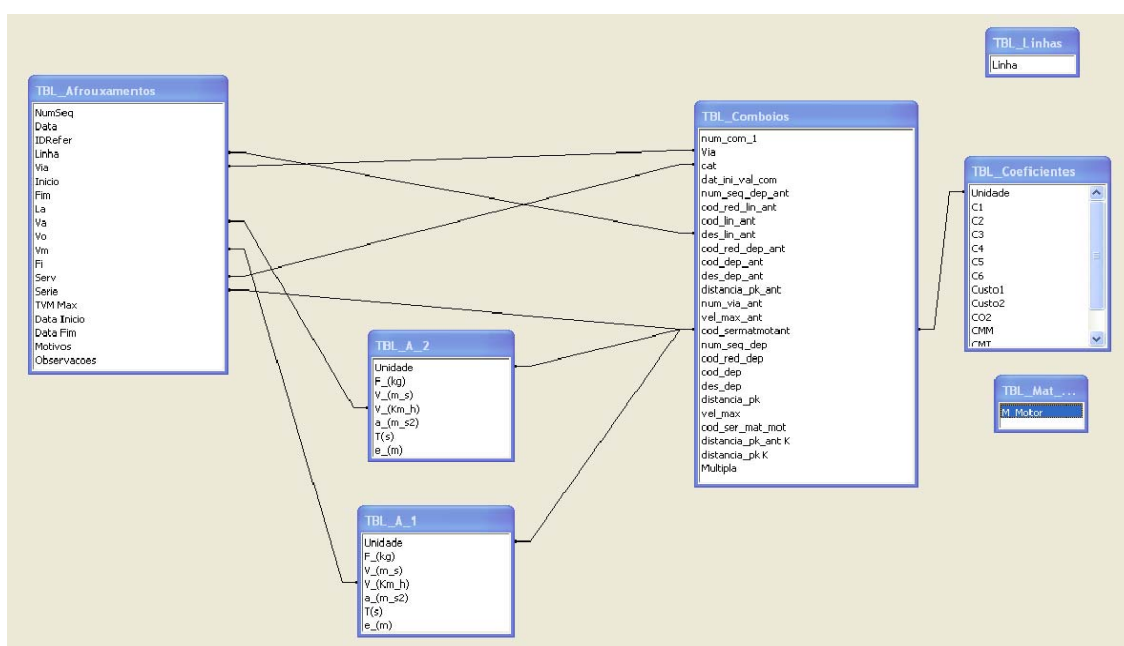 TBL_Linhas
Linha
TBL_Afrouxamentos
NumSeq
Data
IDRefer
Linha
Via
Inicio
Fim
La
Va
Vo
Vm
Fi
Serv
Serie
TVM Max
Data Inicio
Data Fim
Motivos
Observacoes
TBL_Comboios
num_com_1
Via
cat
dat_ini_val_com
num_seq_dep_ant
cod_red_lin_ant
cod_lin_ant
des_lin_ant
cod_red_dep_ant
cod_dep_ant
des_dep_ant
distancia_pk_ant
num_via_ant
vel_max_ant
cod_sermatmotant
num_seq_dep
cod_red_dep
cod_dep
des_dep
distancia_pk
vel_max
cod_ser_mat_mot
distancia_pk_ant K
distancia_pk K
Multipla
TBL_Coeficientes
Unidade
C1
C2
C3
C4
C5
C6
Custo1
Custo2
CO2
CMM
CMT
TBL_A_2
Unidade
F_(kg)
V_(m_s)
V_(Km_h)
a_(m_s2)
T(s)
e_(m)
TBL_Mat_...
M_Motor
TBL_A_1
Unidade
F_(kg)
V_(m_s)
V_(Km_h)
a_(m_s2)
T(s)
e_(m)